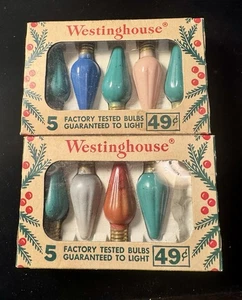 Westinghouse®
5 FACTORY TESTED BULBS
GUARANTEED TO LIGHT 49¢
Westinghouse®
5 FACTORY TESTED BULBS
GUARANTEED TO LIGHT 49¢